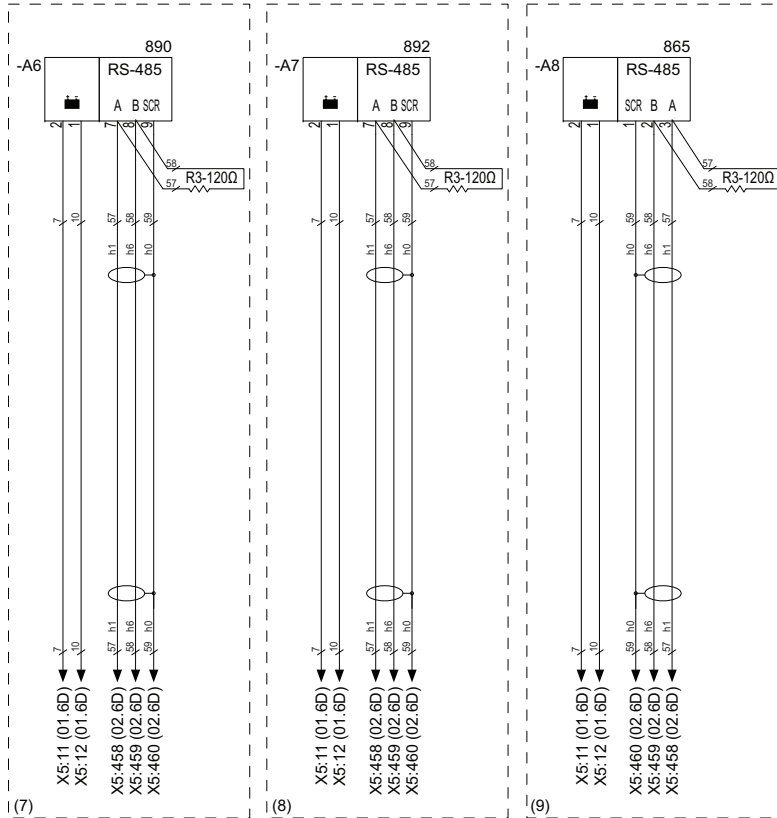 890
-A6
RS-485
A B SCR
2 1 7 8 9
58
57
R3-120Ω
7 10 57 58 59
h1 h6 h0
h1 h6 h0
7 10 57 58 59
X5:11 (01.6D)
X5:12 (01.6D)
X5:458 (02.6D)
X5:459 (02.6D)
X5:460 (02.6D)
(7)
892
-A7
RS-485
A B SCR
2 1 7 8 9
58
57
R3-120Ω
7 10 57 58 59
h1 h6 h0
h1 h6 h0
7 10 57 58 59
X5:11 (01.6D)
X5:12 (01.6D)
X5:458 (02.6D)
X5:459 (02.6D)
X5:460 (02.6D)
(8)
865
-A8
RS-485
SCR B A
2 1 1 2 3
57
58
R3-120Ω
7 10 59 58 57
h0 h6 h1
h0 h6 h1
7 10 59 58 57
X5:11 (01.6D)
X5:12 (01.6D)
X5:460 (02.6D)
X5:459 (02.6D)
X5:458 (02.6D)
(9)